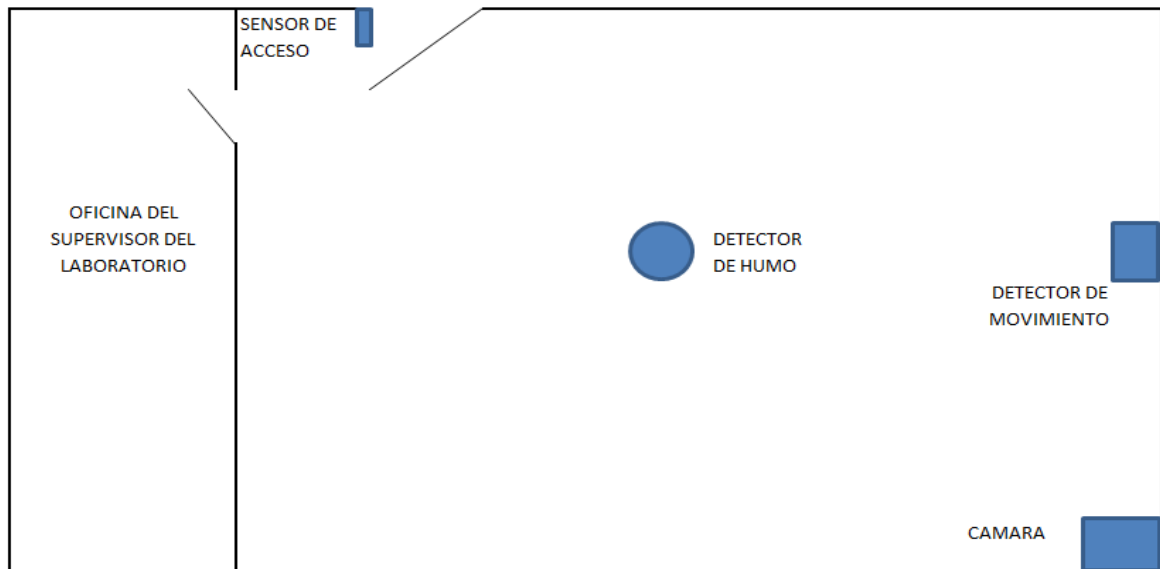 SENSOR DE
ACCESO
OFICINA DEL
SUPERVISOR DEL
LABORATORIO
DETECTOR
DE HUMO
DETECTOR DE
MOVIMIENTO
CAMARA